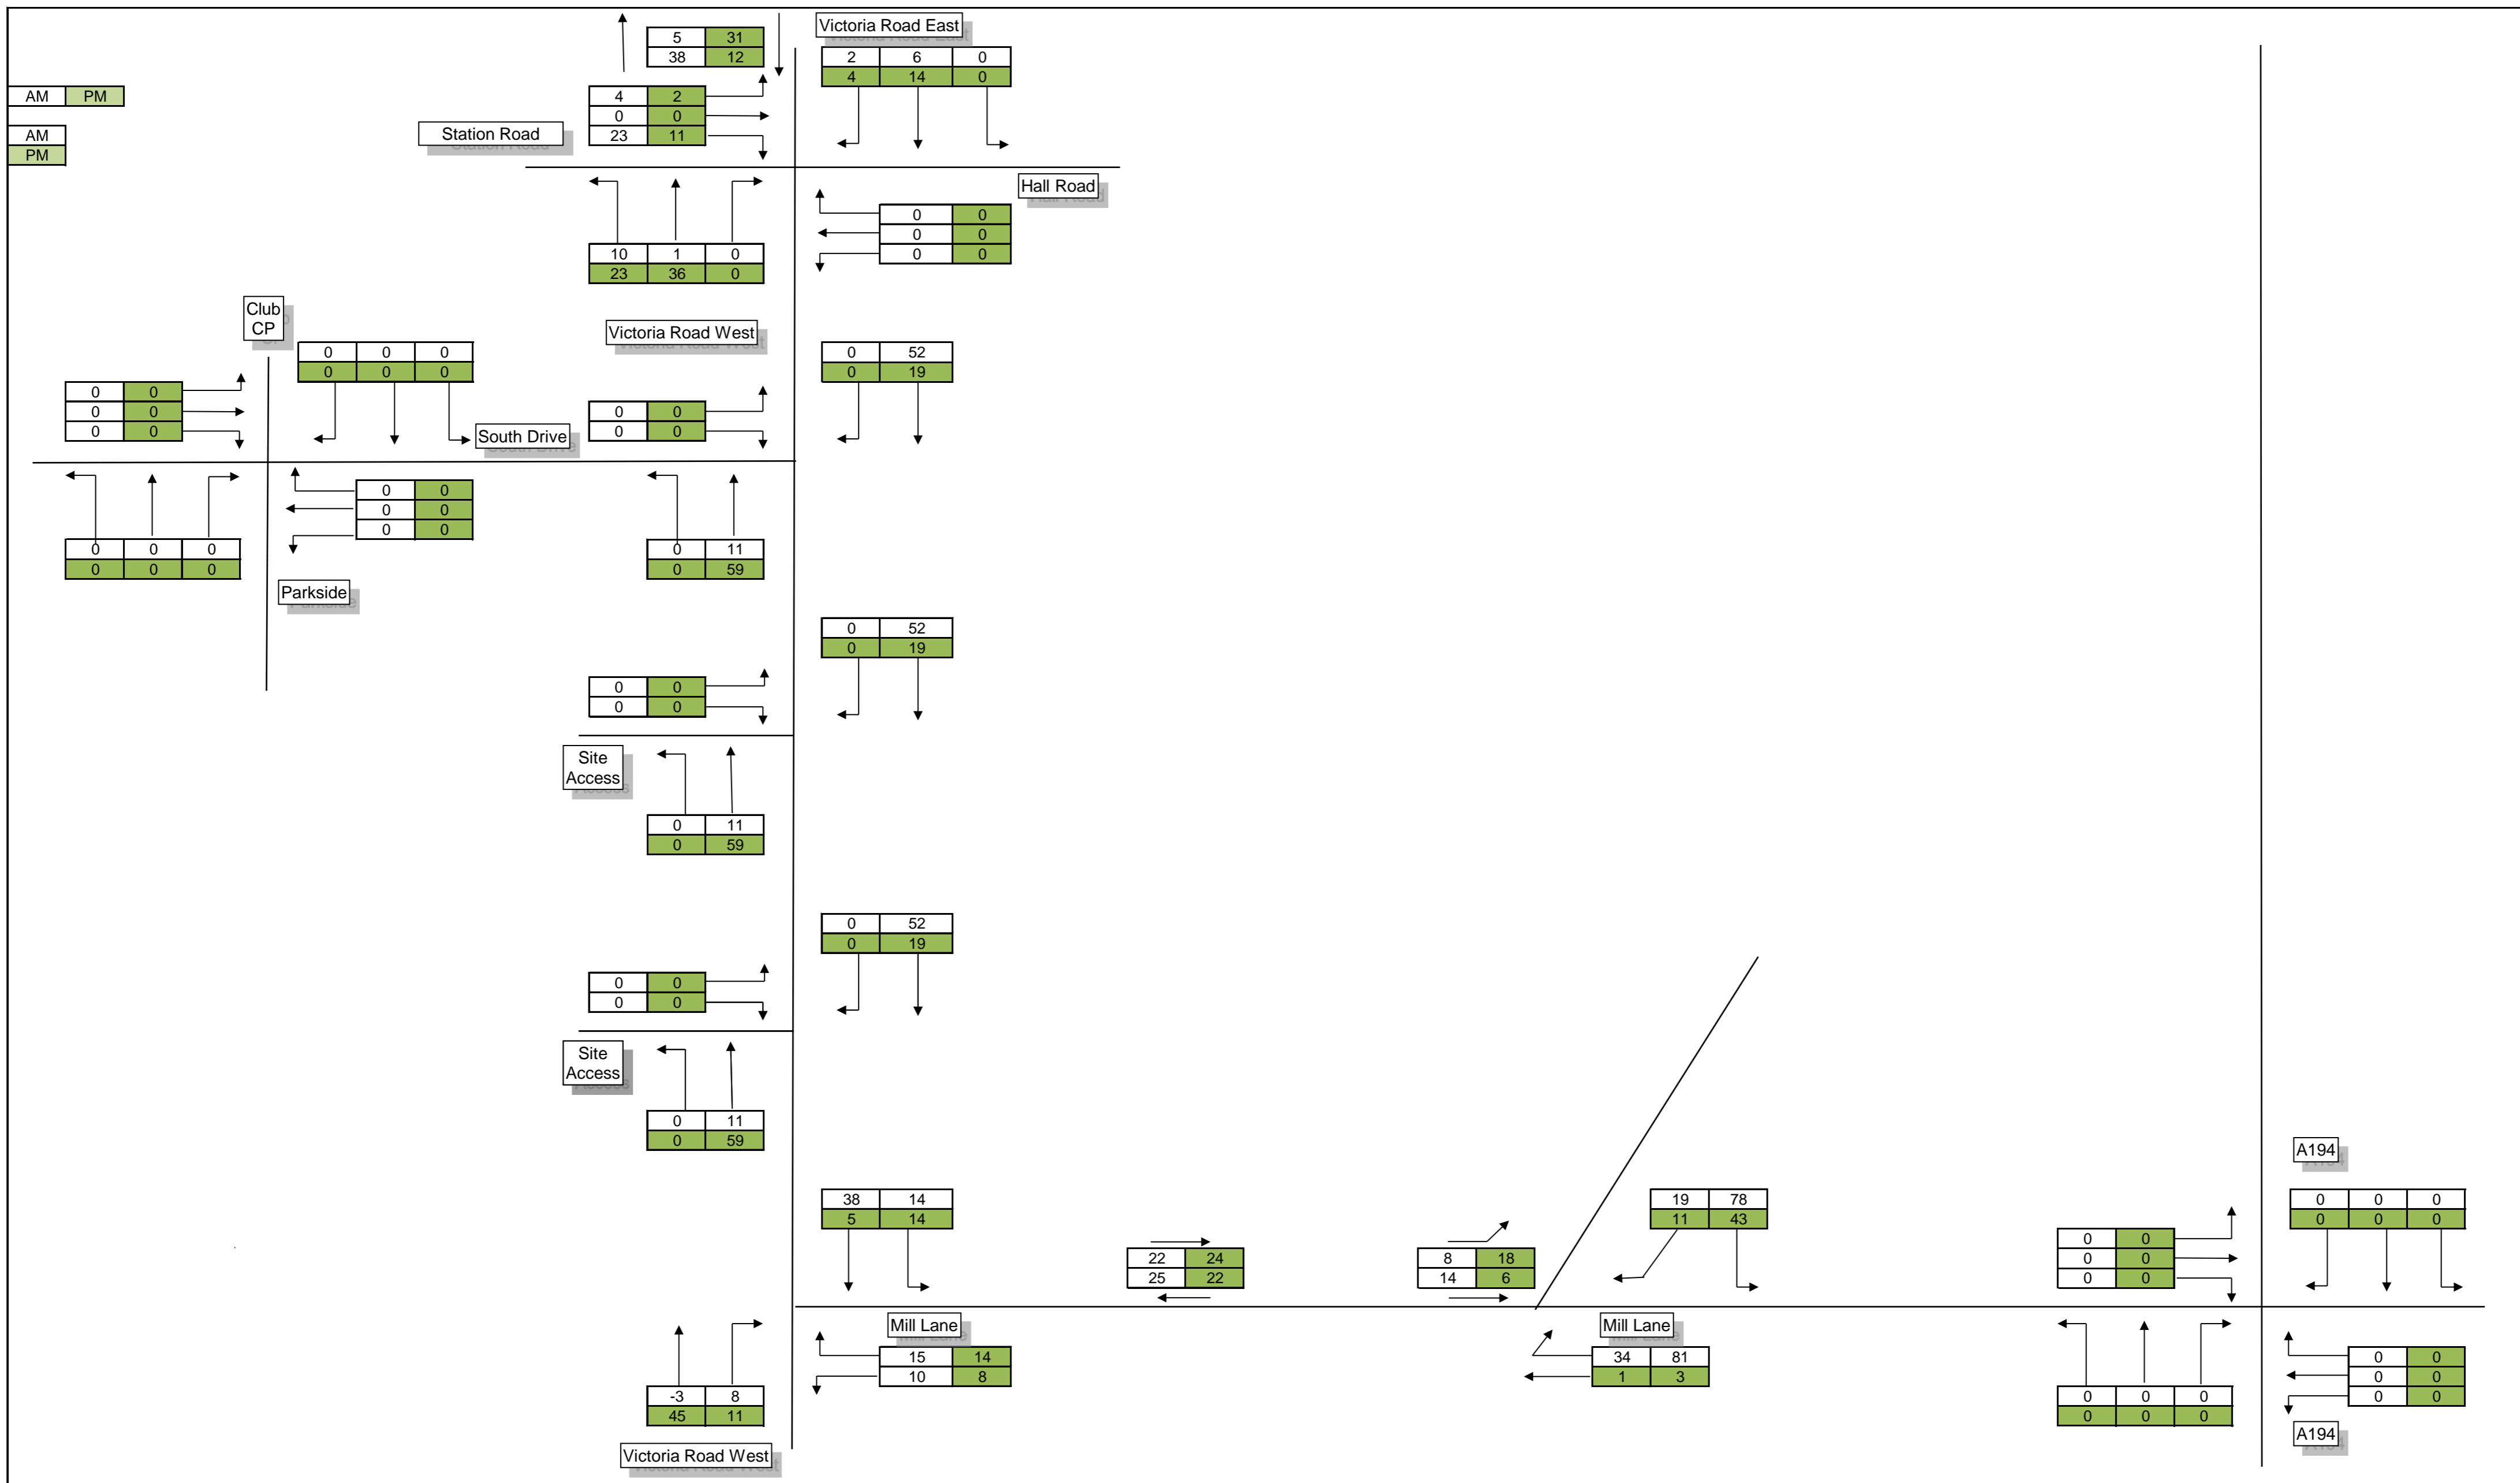 Victoria Road East
5 31
38 12
2 6 0
4 14 0
AM PM
AM
PM
4 2
0 0
23 11
Station Road
Hall Road
0 0
0 0
0 0
10 1 0
23 36 0
Club
CP
Victoria Road West
0 0 0
0 0 0
0 52
0 19
0 0
0 0
0 0
0 0
0 0
South Drive
0 0
0 0
0 0
0 0 0
0 0 0
0 11
0 59
Parkside
0 52
0 19
0 0
0 0
Site
Access
0 11
0 59
0 52
0 19
0 0
0 0
Site
Access
0 11
0 59
A194
38 14
5 14
19 78
11 43
0 0 0
0 0 0
22 24
25 22
8 18
14 6
0 0
0 0
0 0
Mill Lane
Mill Lane
15 14
10 8
34 81
1 3
0 0
0 0
0 0
-3 8
45 11
0 0 0
0 0 0
A194
Victoria Road West